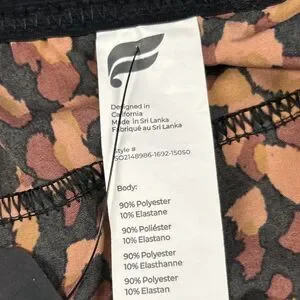 Designed in
California
Made in Sri Lanka
Fabriqué au Sri Lanka
Style #
SO2148986-1692-15050
Body:
90% Polyester
10% Elastane
90% Poliéster
10% Elastano
90% Polyester
10% Elasthanne
90% Polyester
10% Elastan